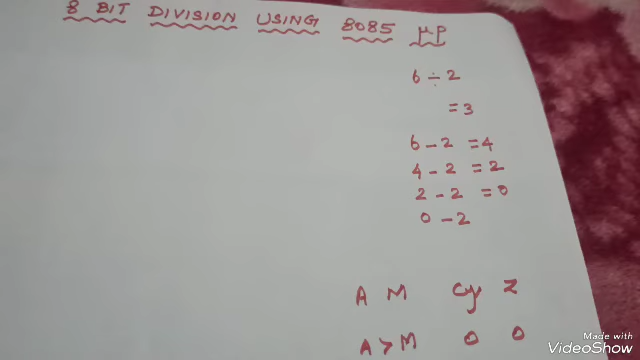 8 BIT DIVISION USING 8085 μP
6 ÷ 2
= 3
6 - 2 = 4
4 - 2 = 2
2 - 2 = 0
0 - 2
A M Cy Z
A > M 0 0
Made with
VideoShow